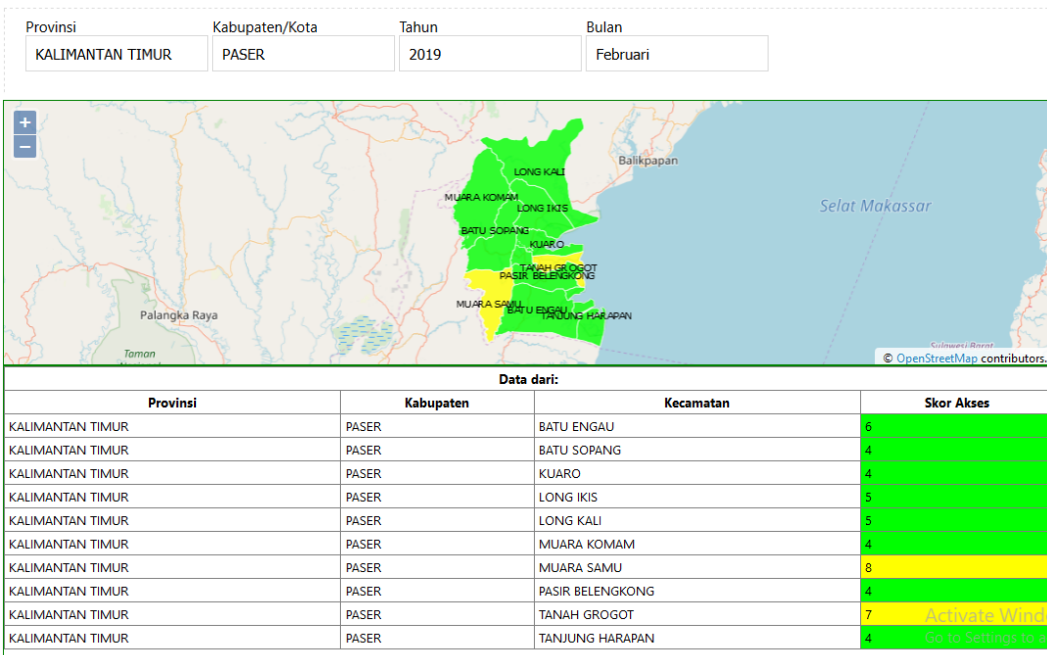 Provinsi Kabupaten/Kota Tahun Bulan
KALIMANTAN TIMUR PASER 2019 Februari
+
−
LONG KALI
Balikpapan
MUARA KOMAM
LONG IKIS
Selat Makassar
BATU SOPANG
KUARO
TANAH GROGOT
PASIR BELENGKONG
MUARA SAMU
BATU ENGAU
TANJUNG HARAPAN
Palangka Raya
Sulawesi Barat
Taman
© OpenStreetMap contributors.
Data dari:
Provinsi Kabupaten Kecamatan Skor Akses
KALIMANTAN TIMUR PASER BATU ENGAU 6
KALIMANTAN TIMUR PASER BATU SOPANG 4
KALIMANTAN TIMUR PASER KUARO 4
KALIMANTAN TIMUR PASER LONG IKIS 5
KALIMANTAN TIMUR PASER LONG KALI 5
KALIMANTAN TIMUR PASER MUARA KOMAM 4
KALIMANTAN TIMUR PASER MUARA SAMU 8
KALIMANTAN TIMUR PASER PASIR BELENGKONG 4
KALIMANTAN TIMUR PASER TANAH GROGOT 7
Activate Wind
KALIMANTAN TIMUR PASER TANJUNG HARAPAN 4
Go to Settings to a